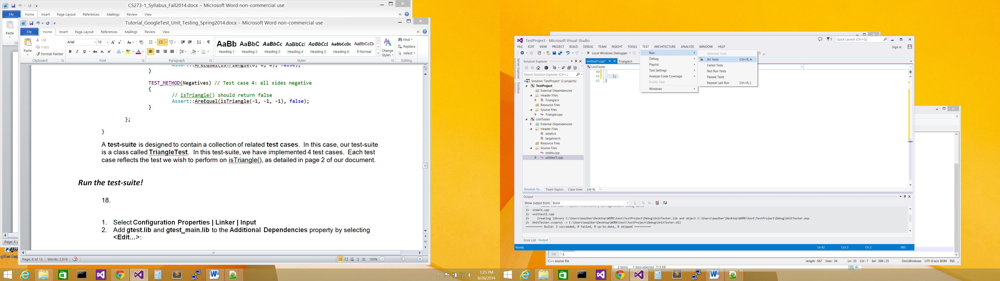 CS273-1_Syllabus_Fall2014.docx - Microsoft Word non-commercial use
File Home Insert Page Layout References Mailings Review View
Paste
Tutorial_GoogleTest_Unit_Testing_Spring2014.docx - Microsoft Word non-commercial use
File Home Insert Page Layout References Mailings Review View
Paste
Cut
Copy
Format Painter
Clipboard
Arial 10
Font
Paragraph
AaBb AaBbC AaBbCc AaBbCcI AaBbCcL AaBbCcDc AaBbCcDc
Heading 1 Heading 2 Heading 3 Heading 4 Heading 5 Heading 6 ¶ Normal
Styles
Change Styles
Find
Replace
Select
Editing
Assert::AreEqual(isTriangle(0, 0, 0), false);
}
TEST_METHOD(Negatives) // Test case 4: all sides negative
{
// isTriangle() should return false
Assert::AreEqual(isTriangle(-1, -1, -1), false);
}
};
}
A test-suite is designed to contain a collection of related test cases. In this case, our test-suite
is a class called TriangleTest. In this test-suite, we have implemented 4 test cases. Each test
case reflects the test we wish to perform on isTriangle(), as detailed in page 2 of our document.
Run the test-suite!
18.
1. Select Configuration Properties | Linker | Input
2. Add gtest.lib and gtest_main.lib to the Additional Dependencies property by selecting
<Edit...>:
Page: 6
Page: 8 of 13 Words: 2,019
150%
gVim Easy
1:25 PM
8/26/2014
TestProject - Microsoft Visual Studio
5 Quick Launch (Ctrl+Q)
FILE EDIT VIEW PROJECT BUILD DEBUG TEAM NSIGHT TOOLS TEST ARCHITECTURE ANALYZE WINDOW HELP
Sign in
Local Windows Debugger
Run
Debug
Playlist
Test Settings
Analyze Code Coverage
Profile Test
Windows
Selected Tests
All Tests Ctrl+R, A
Failed Tests
Not Run Tests
Passed Tests
Repeat Last Run Ctrl+R, L
Server Explorer
Toolbox
Solution Explorer
Search Solution Explorer (Ctrl+;)
Solution 'TestProject' (2 projects)
TestProject
External Dependencies
Header Files
Triangle.h
Resource Files
Source Files
Triangle.cpp
UnitTester
External Dependencies
Header Files
stdafx.h
targetver.h
Resource Files
Source Files
stdafx.cpp
unittest1.cpp
Solution Ex... Team Explor... Class View
unittest1.cpp* Triangle.h
UnitTester
40
41 };
42 }
100 %
Output
Show output from: Build
2> stdafx.cpp
2> unittest1.cpp
2> Creating library C:\Users\ewalker\Desktop\WORK\test\TestProject\Debug\UnitTester.lib and object C:\Users\ewalker\Desktop\WORK\test\TestProject\Debug\UnitTester.exp
2> UnitTester.vcxproj -> C:\Users\ewalker\Desktop\WORK\test\TestProject\Debug\UnitTester.dll
========== Build: 2 succeeded, 0 failed, 0 up-to-date, 0 skipped ==========
Error List Output
Ready Ln 42 Col 2 Ch 2 INS
34 }
C++ source file length : 567 lines : 34 Ln : 33 Col : 7 Sel : 398 | 25 Dos\Windows UTF-8 w/o BOM INS
2 items 1 item selected 71.5 KB